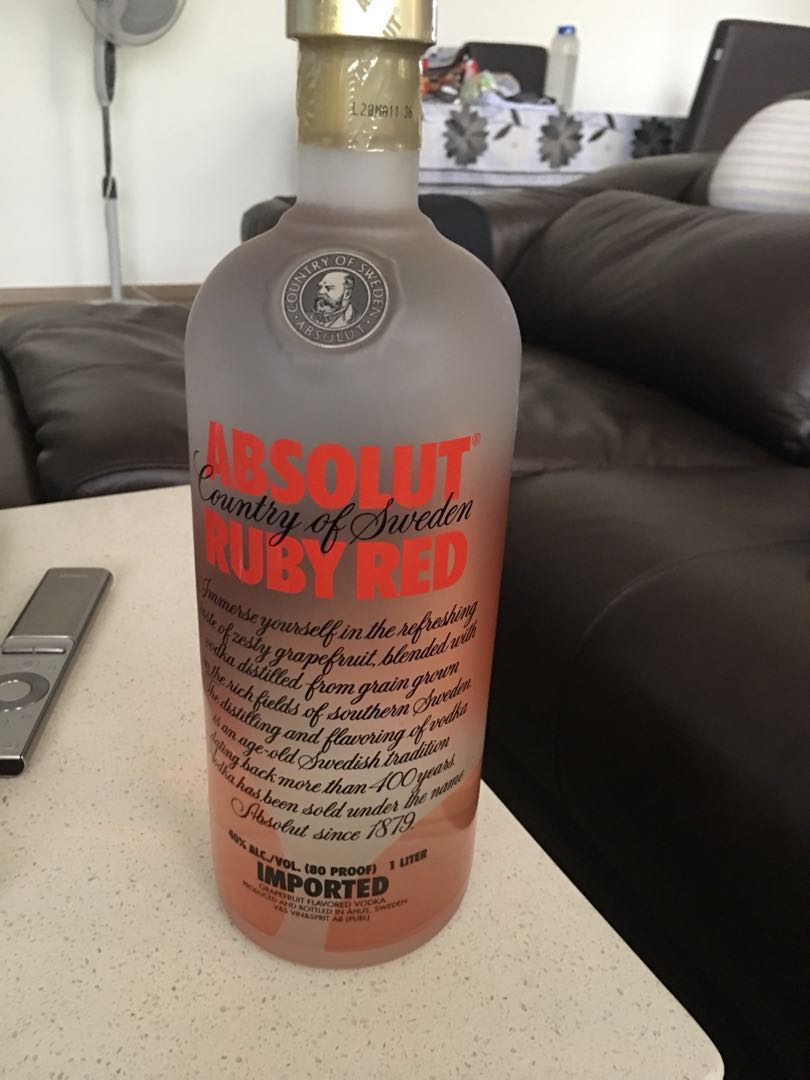 ABSOLUT
L28MA11
COUNTRY OF SWEDEN
ABSOLUT
ABSOLUT®
Country of Sweden
RUBY RED
Immerse yourself in the refreshing
taste of zesty grapefruit, blended with
vodka distilled from grain grown
in the rich fields of southern Sweden.
The distilling and flavoring of vodka
is an age-old Swedish tradition
dating back more than 400 years.
Vodka has been sold under the name
Absolut since 1879.
40% ALC./VOL. (80 PROOF) 1 LITER
IMPORTED
GRAPEFRUIT FLAVORED VODKA
PRODUCED AND BOTTLED IN ÅHUS, SWEDEN
V&S VIN&SPRIT AB (PUBL)